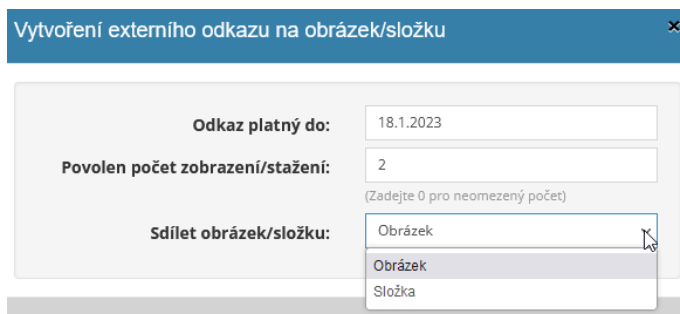 Vytvoření externího odkazu na obrázek/složku
Odkaz platný do: 18.1.2023
Povolen počet zobrazení/stažení: 2
(Zadejte 0 pro neomezený počet)
Sdílet obrázek/složku: Obrázek
Obrázek
Složka